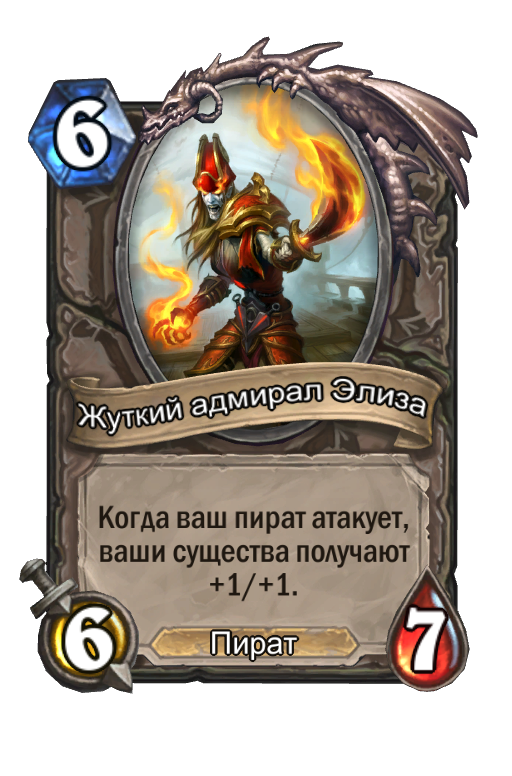 6
Жуткий адмирал Элиза
Когда ваш пират атакует,
ваши существа получают
+1/+1.
6
Пират
7